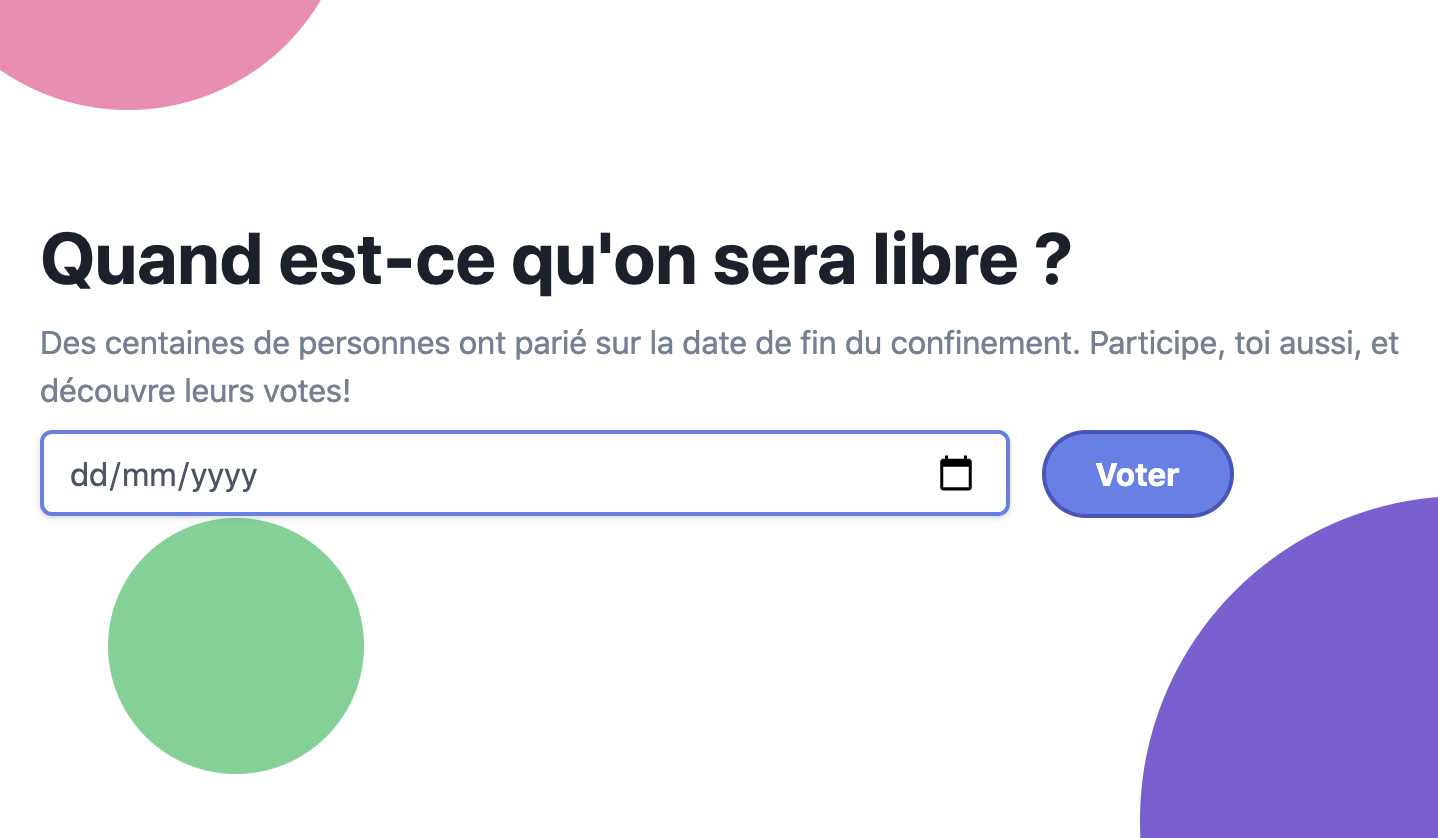 Quand est-ce qu'on sera libre ?
Des centaines de personnes ont parié sur la date de fin du confinement. Participe, toi aussi, et
découvre leurs votes!
dd/mm/yyyy
Voter